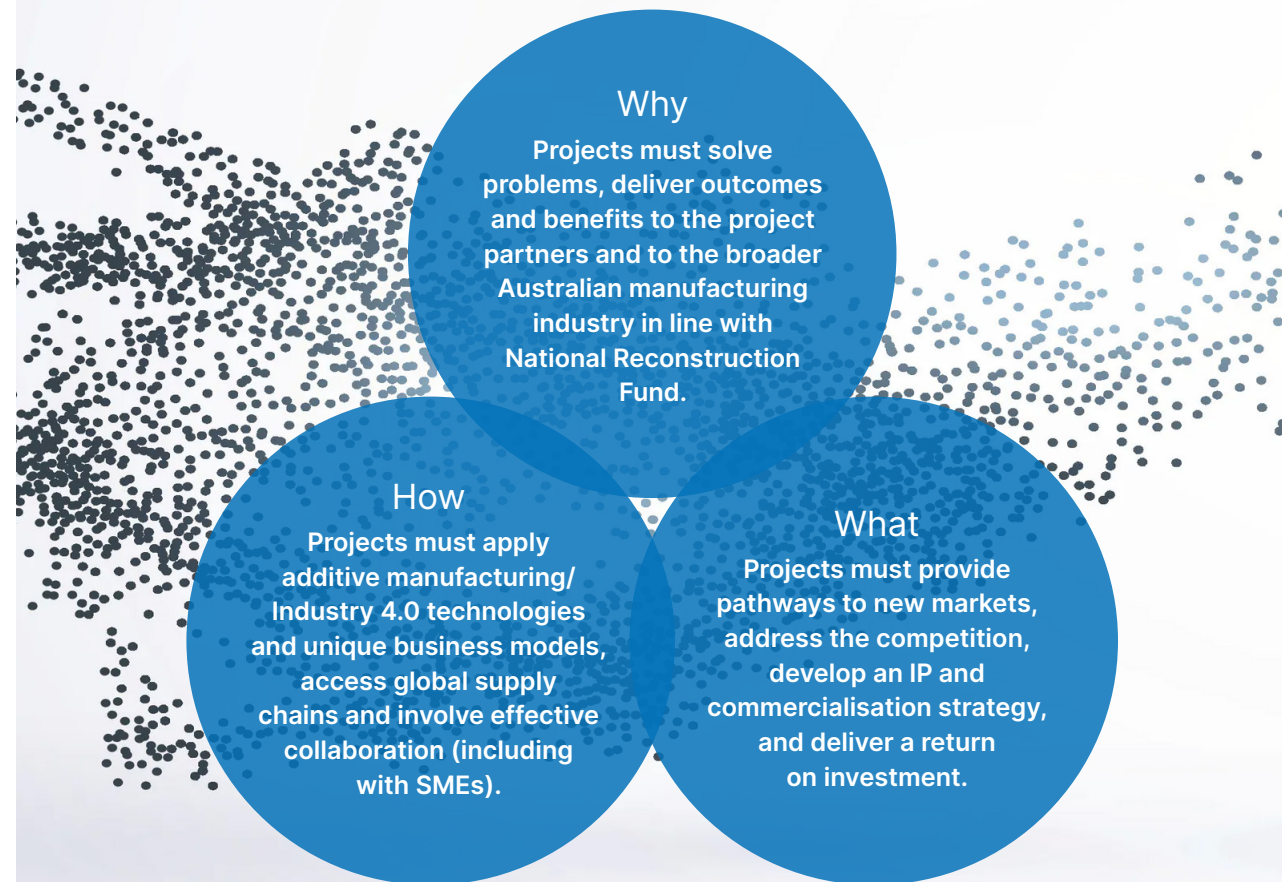 Why
Projects must solve
problems, deliver outcomes
and benefits to the project
partners and to the broader
Australian manufacturing
industry in line with
National Reconstruction
Fund.
How
Projects must apply
additive manufacturing/
Industry 4.0 technologies
and unique business models,
access global supply
chains and involve effective
collaboration (including
with SMEs).
What
Projects must provide
pathways to new markets,
address the competition,
develop an IP and
commercialisation strategy,
and deliver a return
on investment.